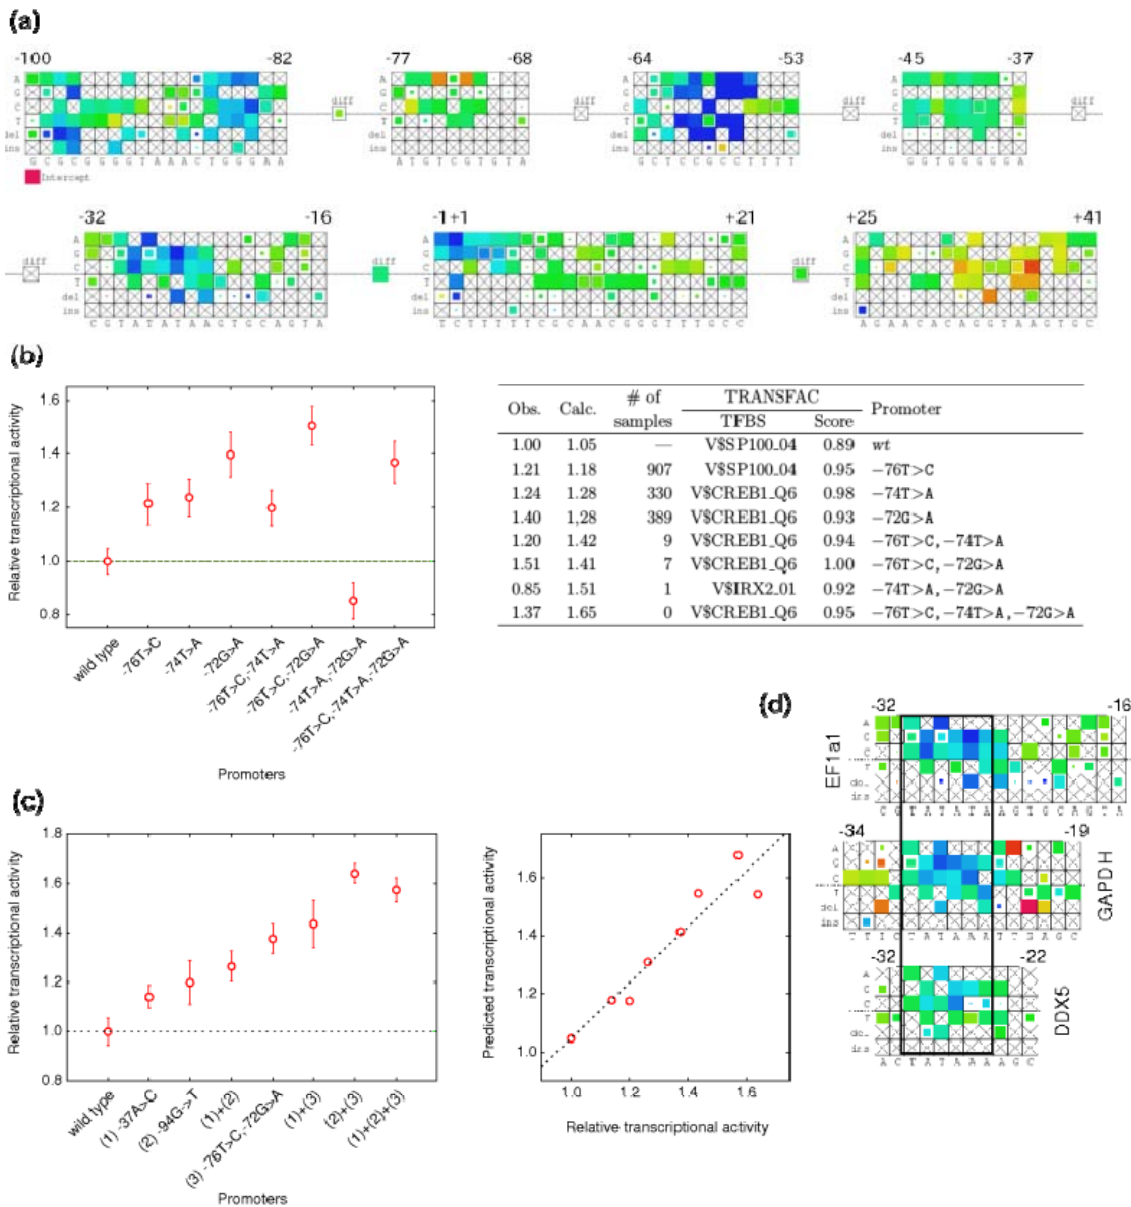 (a)
-100 -82 -77 -68 -64 -53 -45 -37
A
G
C
T
del
ins
diff diff diff
G C G C G G G G T A A A C T G G G A A
A T G T C G T G T A
G C T C C G C C T T T T
G G T G G G G G A
Intercept
-32 -16 -1 +1 +21 +25 +41
A
G
C
T
del
ins
diff diff diff
C G T A T A T A A G T G C A G T A
T C T T T T T C G C A A C G G G T T T G C C
A G A A C A C A G G T A A G T G C
(b)
Relative transcriptional activity
1.6
1.4
1.2
1.0
0.8
wild type
-76T>C
-74T>A
-72G>A
-76T>C,-74T>A
-76T>C,-72G>A
-74T>A,-72G>A
-76T>C,-74T>A,-72G>A
Promoters
Obs. Calc. # of samples TRANSFAC Promoter
TFBS Score
1.00 1.05 — V$SP100_04 0.89 wt
1.21 1.18 907 V$SP100_04 0.95 −76T>C
1.24 1.28 330 V$CREB1_Q6 0.98 −74T>A
1.40 1,28 389 V$CREB1_Q6 0.93 −72G>A
1.20 1.42 9 V$CREB1_Q6 0.94 −76T>C,−74T>A
1.51 1.41 7 V$CREB1_Q6 1.00 −76T>C,−72G>A
0.85 1.51 1 V$IRX2_01 0.92 −74T>A,−72G>A
1.37 1.65 0 V$CREB1_Q6 0.95 −76T>C,−74T>A,−72G>A
(c)
Relative transcriptional activity
1.8
1.6
1.4
1.2
1.0
0.8
wild type
(1) -37A>C
(2) -94G->T
(1)+(2)
(3) -76T>C,-72G>A
(1)+(3)
(2)+(3)
(1)+(2)+(3)
Promoters
Predicted transcriptional activity
1.6
1.4
1.2
1.0
1.0 1.2 1.4 1.6
Relative transcriptional activity
(d)
-32 -16
EF1a1
-34 -19
GAPDH
-32 -22
DDX5
A C T A T A A A A G C